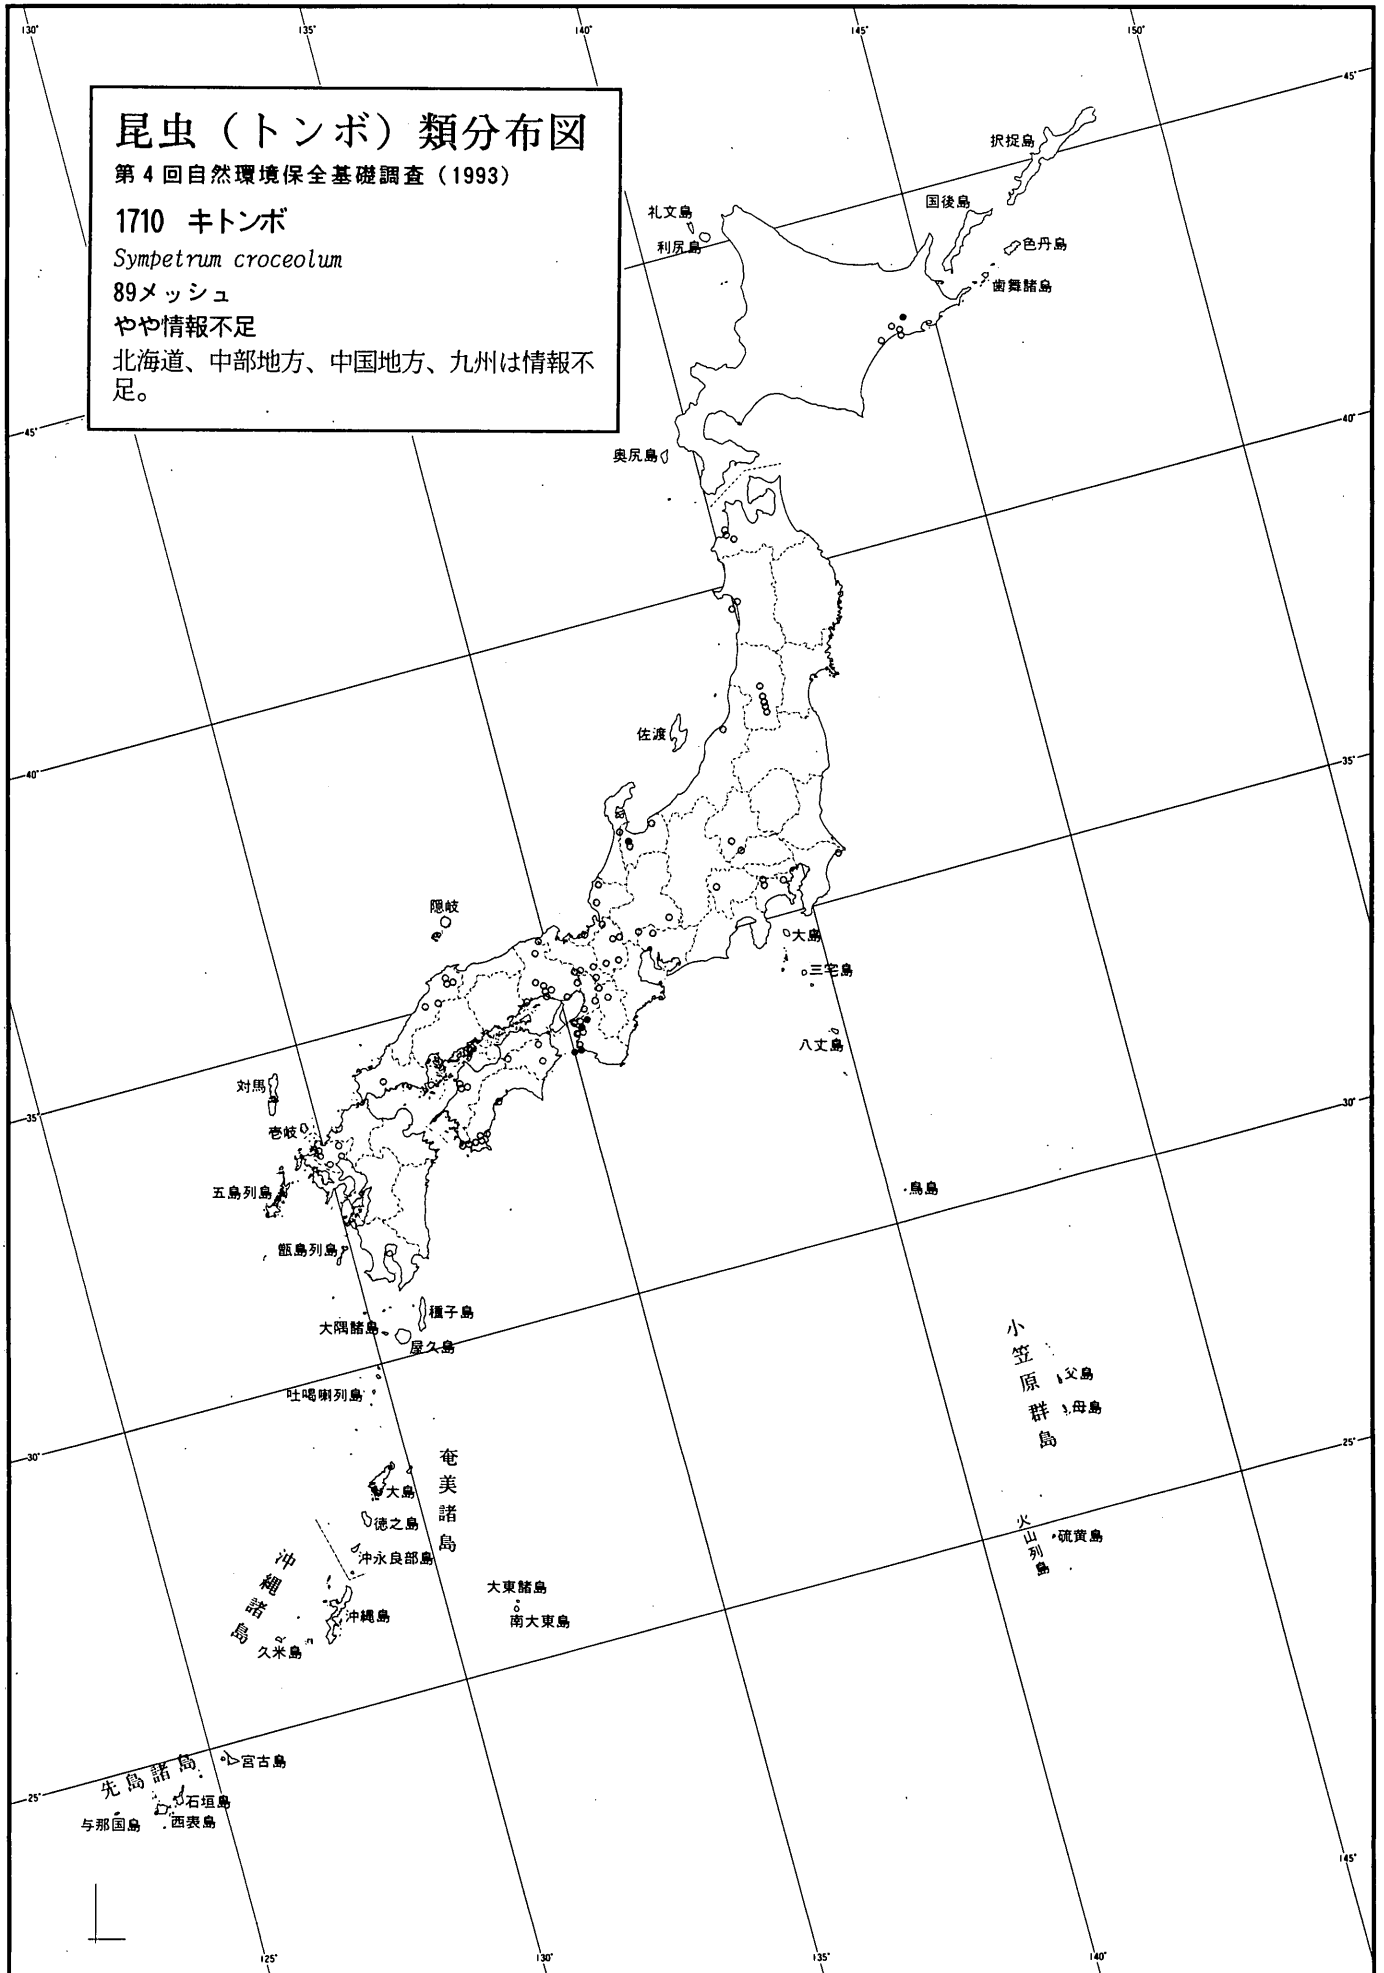 130°
135°
140°
145°
150°
昆虫（トンボ）類分布図
第4回自然環境保全基礎調査（1993）
1710 キトンボ
Sympetrum croceolum
89メッシュ
やや情報不足
北海道、中部地方、中国地方、九州は情報不
足。
45°
択捉島
国後島
礼文島
利尻島
色丹島
歯舞諸島
45°
40°
奥尻島
佐渡
40°
35°
隠岐
大島
三宅島
八丈島
対馬
35°
壱岐
30°
五島列島
鳥島
甑島列島
種子島
大隅諸島
屋久島
吐喝喇列島
小笠原群島
父島
母島
30°
25°
奄美諸島
大島
徳之島
沖永良部島
火山列島
硫黄島
沖縄諸島
沖縄島
久米島
大東諸島
南大東島
先島諸島
宮古島
石垣島
西表島
与那国島
25°
145°
125°
130°
135°
140°